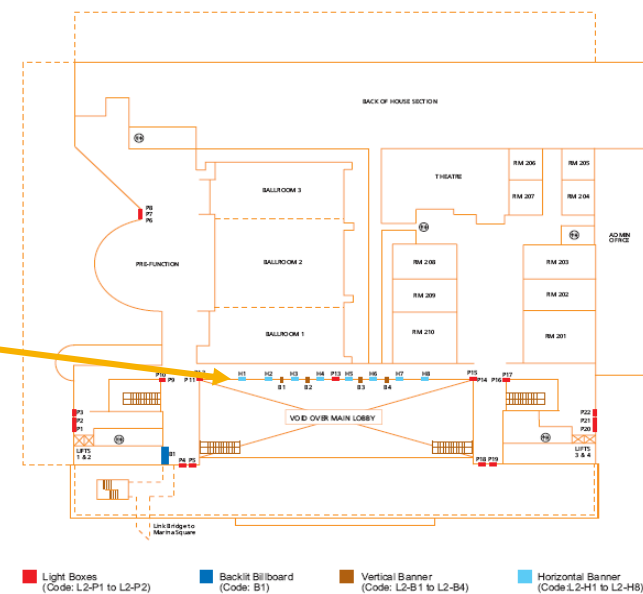 BACK OF HOUSE SECTION
THEATRE
RM 206
RM 205
RM 207
RM 204
BALLROOM 3
P8
P7
P6
ADMIN
OFFICE
PRE-FUNCTION
BALLROOM 2
RM 208
RM 203
RM 209
RM 202
BALLROOM 1
RM 210
RM 201
P10
P9
P11
H1
H2
B1
H3
B2
H4
P13
H5
B3
H6
B4
H7
H8
P15
P14
P16
P17
VOID OVER MAIN LOBBY
P3
P2
P1
P22
P21
P20
LIFTS
1 & 2
B1
P4
P5
P18
P19
LIFTS
3 & 4
Link Bridge to
Marina Square
Light Boxes
(Code: L2-P1 to L2-P2)
Backlit Billboard
(Code: B1)
Vertical Banner
(Code: L2-B1 to L2-B4)
Horizontal Banner
(Code:L2-H1 to L2-H8)